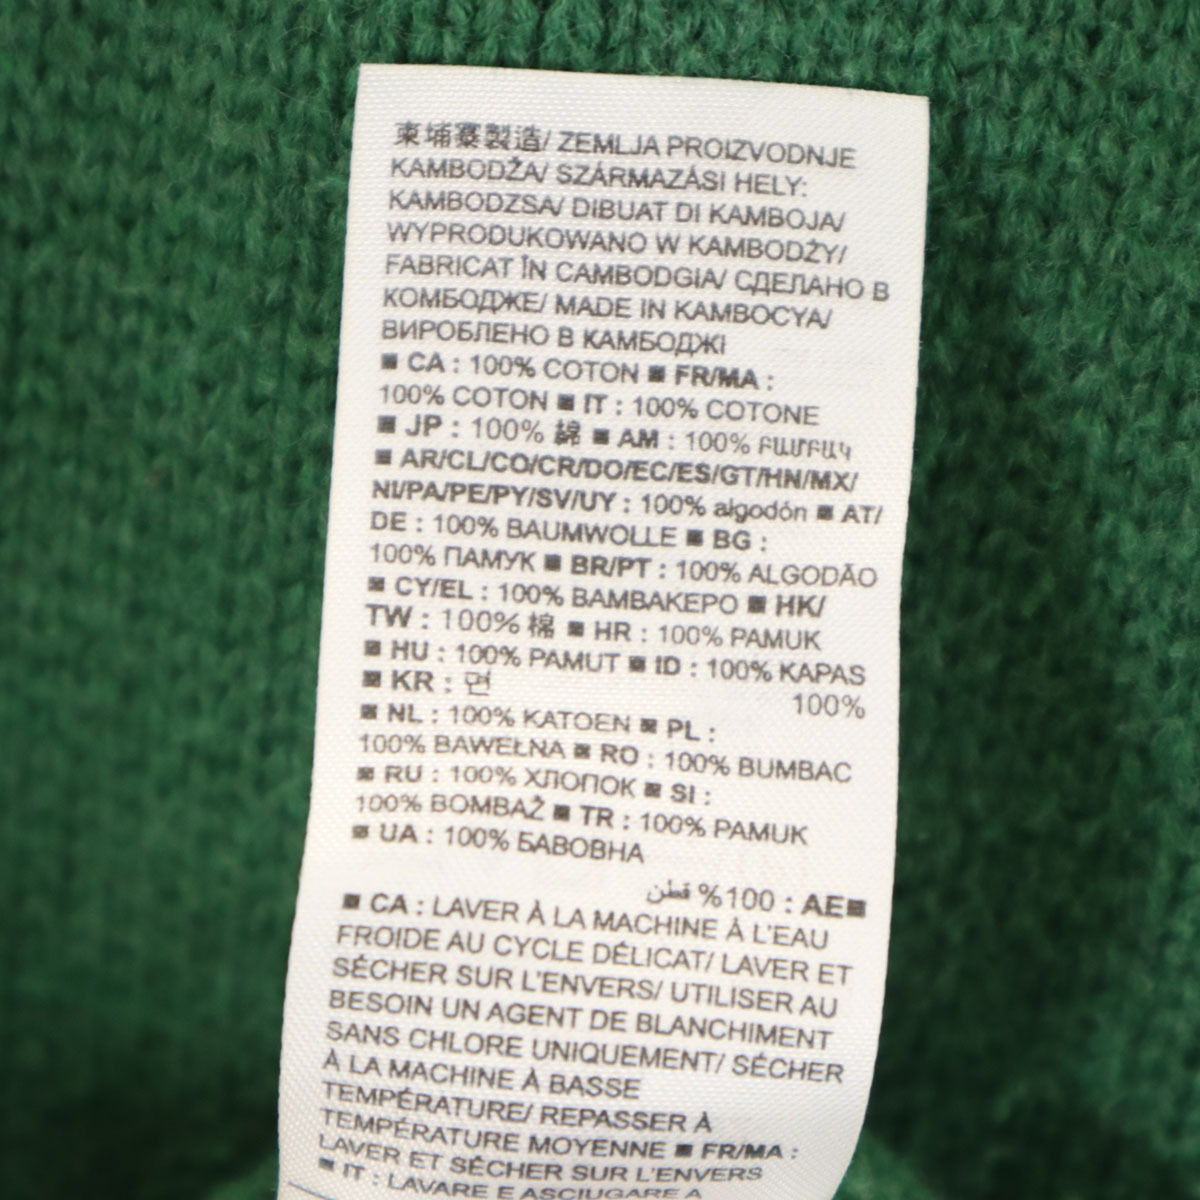 柬埔寨製造/ ZEMLJA PROIZVODNJE
KAMBODŽA/ SZÁRMAZÁSI HELY:
KAMBODZSA/ DIBUAT DI KAMBOJA/
WYPRODUKOWANO W KAMBODŻY/
FABRICAT ÎN CAMBODGIA/ СДЕЛАНО В
КОМБОДЖЕ/ MADE IN KAMBOCYA/
ВИРОБЛЕНО В КАМБОДЖІ
■ CA : 100% COTON ■ FR/MA :
100% COTON ■ IT : 100% COTONE
■ JP : 100% 綿 ■ AM : 100% ԲԱՄԲԱԿ
■ AR/CL/CO/CR/DO/EC/ES/GT/HN/MX/
NI/PA/PE/PY/SV/UY : 100% algodón ■ AT/
DE : 100% BAUMWOLLE ■ BG :
100% ПАМУК ■ BR/PT : 100% ALGODÃO
■ CY/EL : 100% ΒΑΜΒΑΚΕΡΟ ■ HK/
TW : 100% 棉 ■ HR : 100% PAMUK
■ HU : 100% PAMUT ■ ID : 100% KAPAS
■ KR : 면 100%
■ NL : 100% KATOEN ■ PL :
100% BAWEŁNA ■ RO : 100% BUMBAC
■ RU : 100% ХЛОПОК ■ SI :
100% BOMBAŽ ■ TR : 100% PAMUK
■ UA : 100% БАВОВНА
■AE : 100% قطن
■ CA : LAVER À LA MACHINE À L'EAU
FROIDE AU CYCLE DÉLICAT/ LAVER ET
SÉCHER SUR L'ENVERS/ UTILISER AU
BESOIN UN AGENT DE BLANCHIMENT
SANS CHLORE UNIQUEMENT/ SÉCHER
À LA MACHINE À BASSE
TEMPÉRATURE/ REPASSER À
TEMPÉRATURE MOYENNE ■ FR/MA :
LAVER ET SÉCHER SUR L'ENVERS
■ IT : LAVARE E ASCIUGARE A